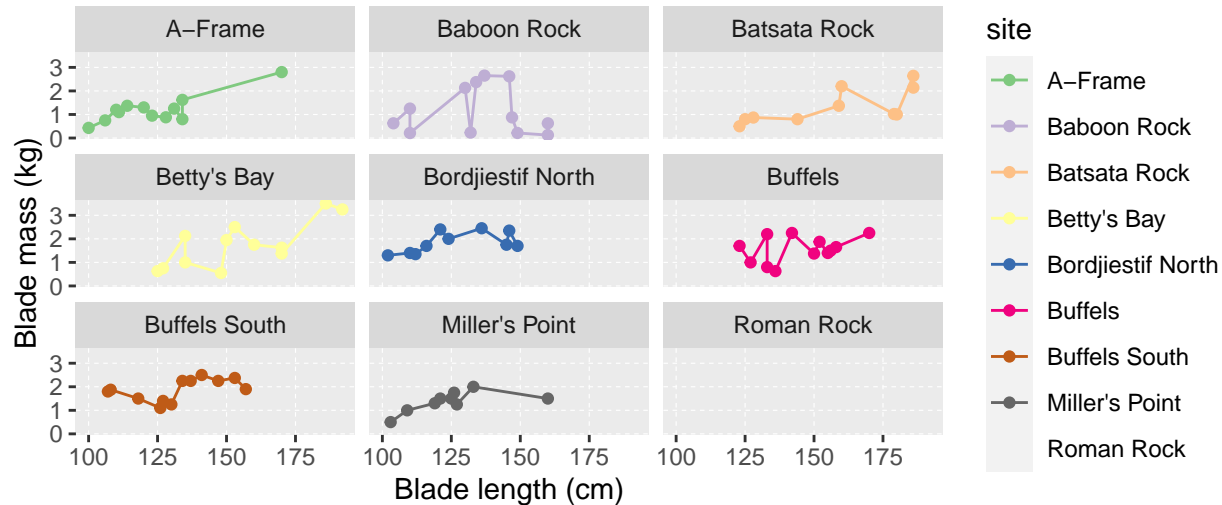 A−Frame
Baboon Rock
Batsata Rock
3
2
1
0
Betty's Bay
Bordjiestif North
Buffels
3
2
1
0
Buffels South
Miller's Point
Roman Rock
3
2
1
0
100 125 150 175
100 125 150 175
100 125 150 175
Blade length (cm)
Blade mass (kg)
site
A−Frame
Baboon Rock
Batsata Rock
Betty's Bay
Bordjiestif North
Buffels
Buffels South
Miller's Point
Roman Rock